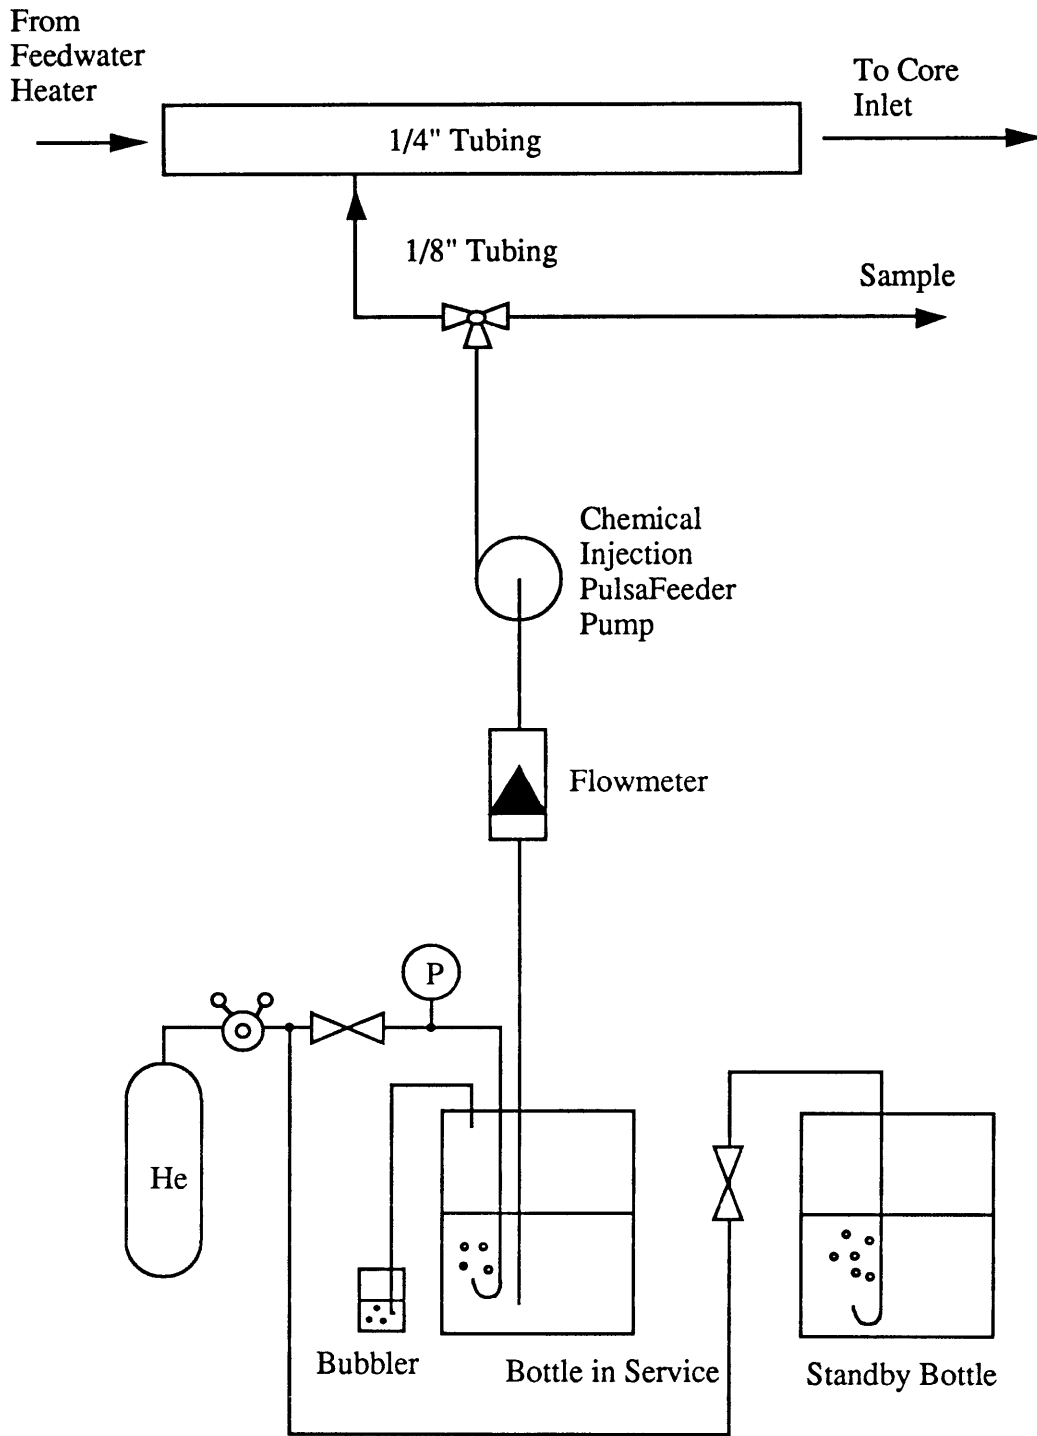 From
Feedwater
Heater
To Core
Inlet
1/4" Tubing
1/8" Tubing
Sample
Chemical
Injection
PulsaFeeder
Pump
Flowmeter
P
He
Bubbler
Bottle in Service
Standby Bottle